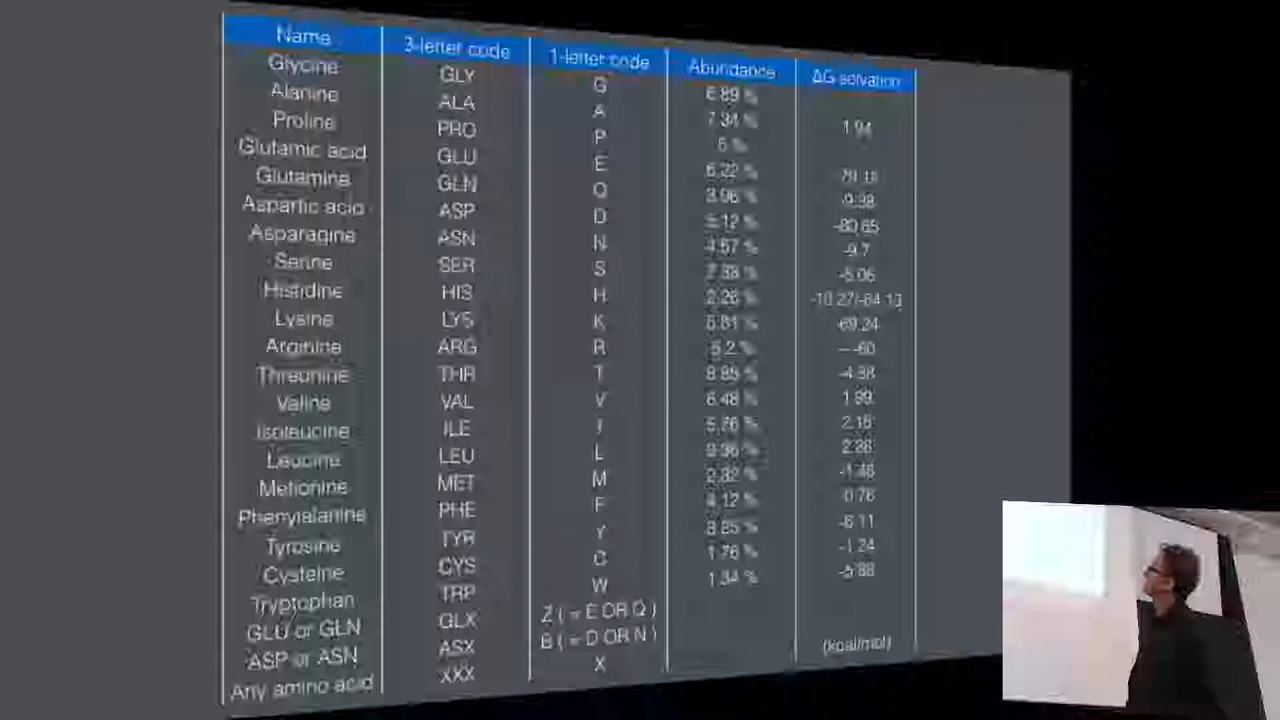 Name 3-letter code 1-letter code Abundance ΔG solvation
Glycine GLY G 6.89 %
Alanine ALA A 7.34 % 1.94
Proline PRO P 5 %
Glutamic acid GLU E 6.22 %
Glutamine GLN Q 3.96 % -9.38
Aspartic acid ASP D 5.12 % -80.65
Asparagine ASN N 4.57 % -9.7
Serine SER S 7.38 % -5.06
Histidine HIS H 2.26 % -10.27/-64.13
Lysine LYS K 5.81 % -69.24
Arginine ARG R 5.2 % -60
Threonine THR T -4.88
Valine VAL V 6.48 % 1.99
Isoleucine ILE I 5.76 % 2.15
Leucine LEU L 9.36 % 2.28
Metionine MET M 2.32 % -1.48
Phenylalanine PHE F 4.12 % 0.76
Tyrosine TYR Y 3.25 % -6.11
Cysteine CYS C 1.76 % -1.24
Tryptophan TRP W 1.34 % -5.88
GLU or GLN GLX Z ( = E OR Q )
ASP or ASN ASX B ( = D OR N )
Any amino acid XXX X (kcal/mol)